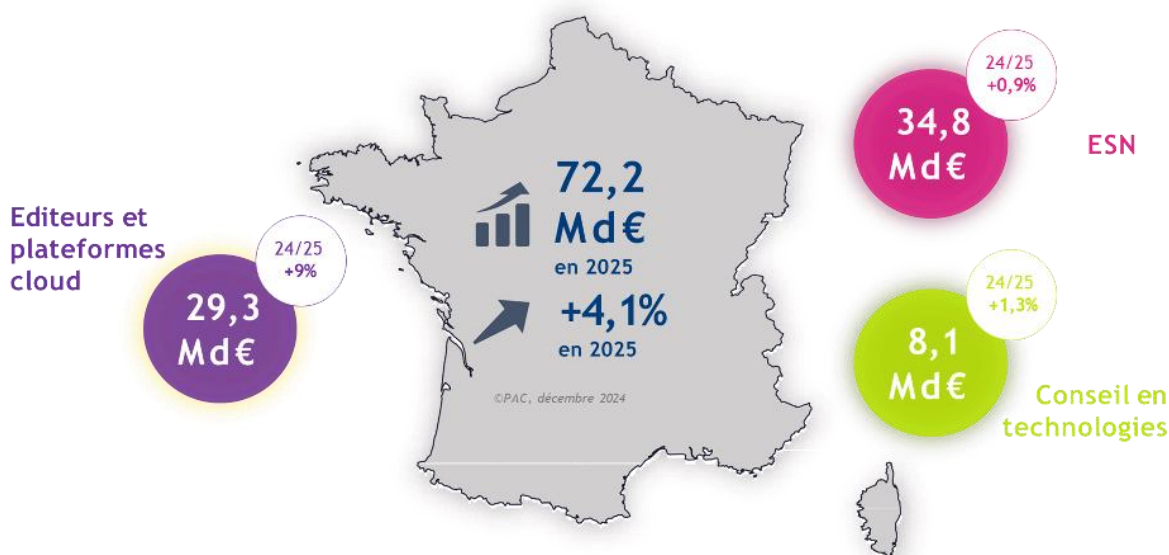 Editeurs et
plateformes
cloud
24/25
+9%
29,3
Md€
72,2
Md€
en 2025
+4,1%
en 2025
©PAC, décembre 2024
24/25
+0,9%
34,8
Md€
ESN
24/25
+1,3%
8,1
Md€
Conseil en
technologies